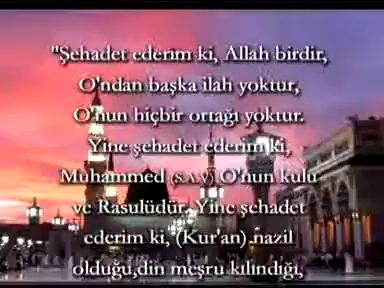 "Şehadet ederim ki, Allah birdir,
O'ndan başka ilah yoktur,
O'nun hiçbir ortağı yoktur.
Yine şehadet ederim ki,
Muhammed (S.A.V) O'nun kulu
ve Rasulüdür. Yine şehadet
ederim ki, (Kur'an) nazil
olduğu,din meşru kılındığı,